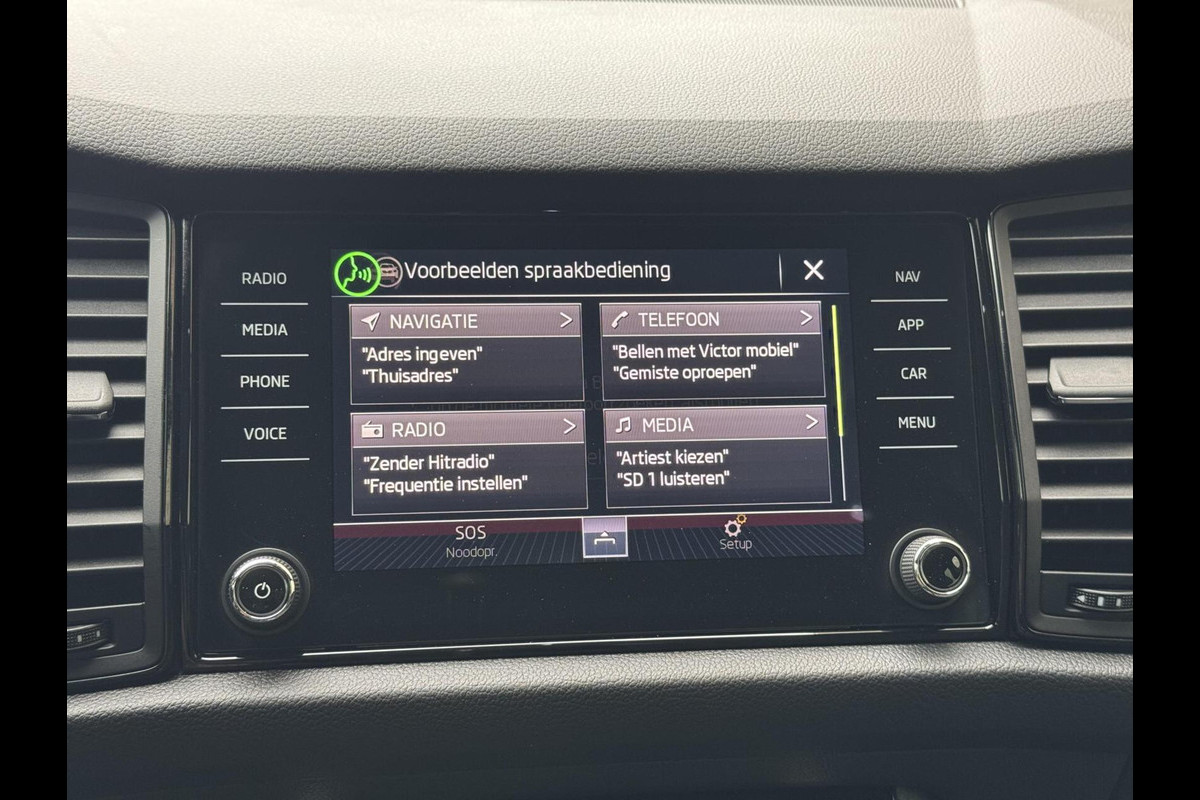 RADIO
MEDIA
PHONE
VOICE
Voorbeelden spraakbediening
NAVIGATIE
"Adres ingeven"
"Thuisadres"
TELEFOON
"Bellen met Victor mobiel"
"Gemiste oproepen"
RADIO
"Zender Hitradio"
"Frequentie instellen"
MEDIA
"Artiest kiezen"
"SD 1 luisteren"
SOS
Noodopr.
Setup
NAV
APP
CAR
MENU